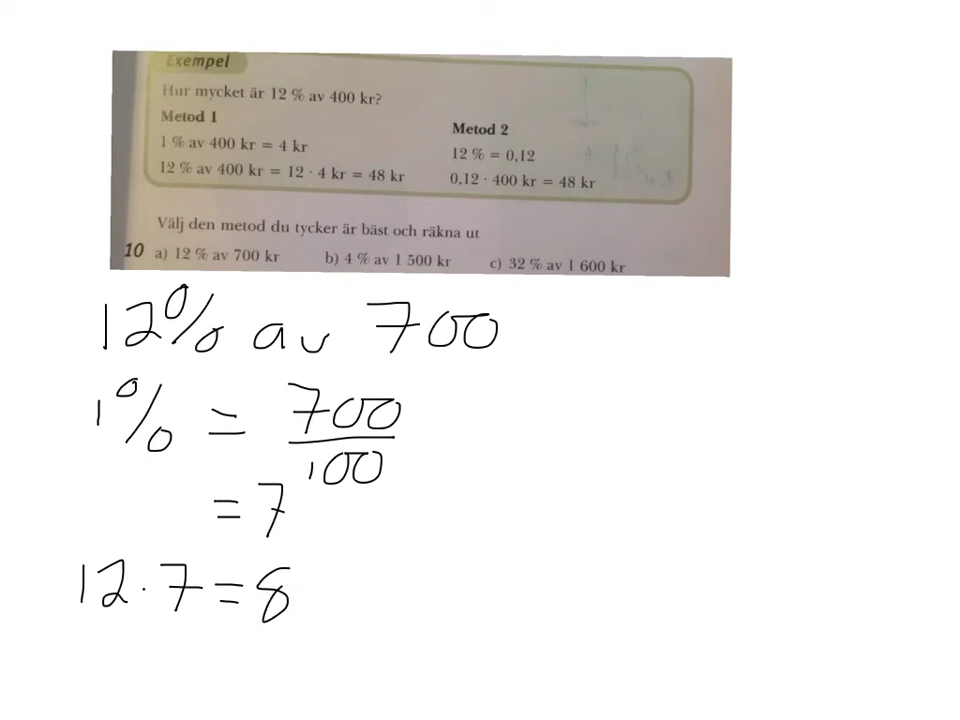 Exempel
Hur mycket är 12 % av 400 kr?
Metod 1
1 % av 400 kr = 4 kr
12 % av 400 kr = 12 · 4 kr = 48 kr
Metod 2
12 % = 0,12
0,12 · 400 kr = 48 kr
Välj den metod du tycker är bäst och räkna ut
10 a) 12 % av 700 kr b) 4 % av 1 500 kr c) 32 % av 1 600 kr
12% av 700
1% = 700/100
= 7
12 · 7 = 8